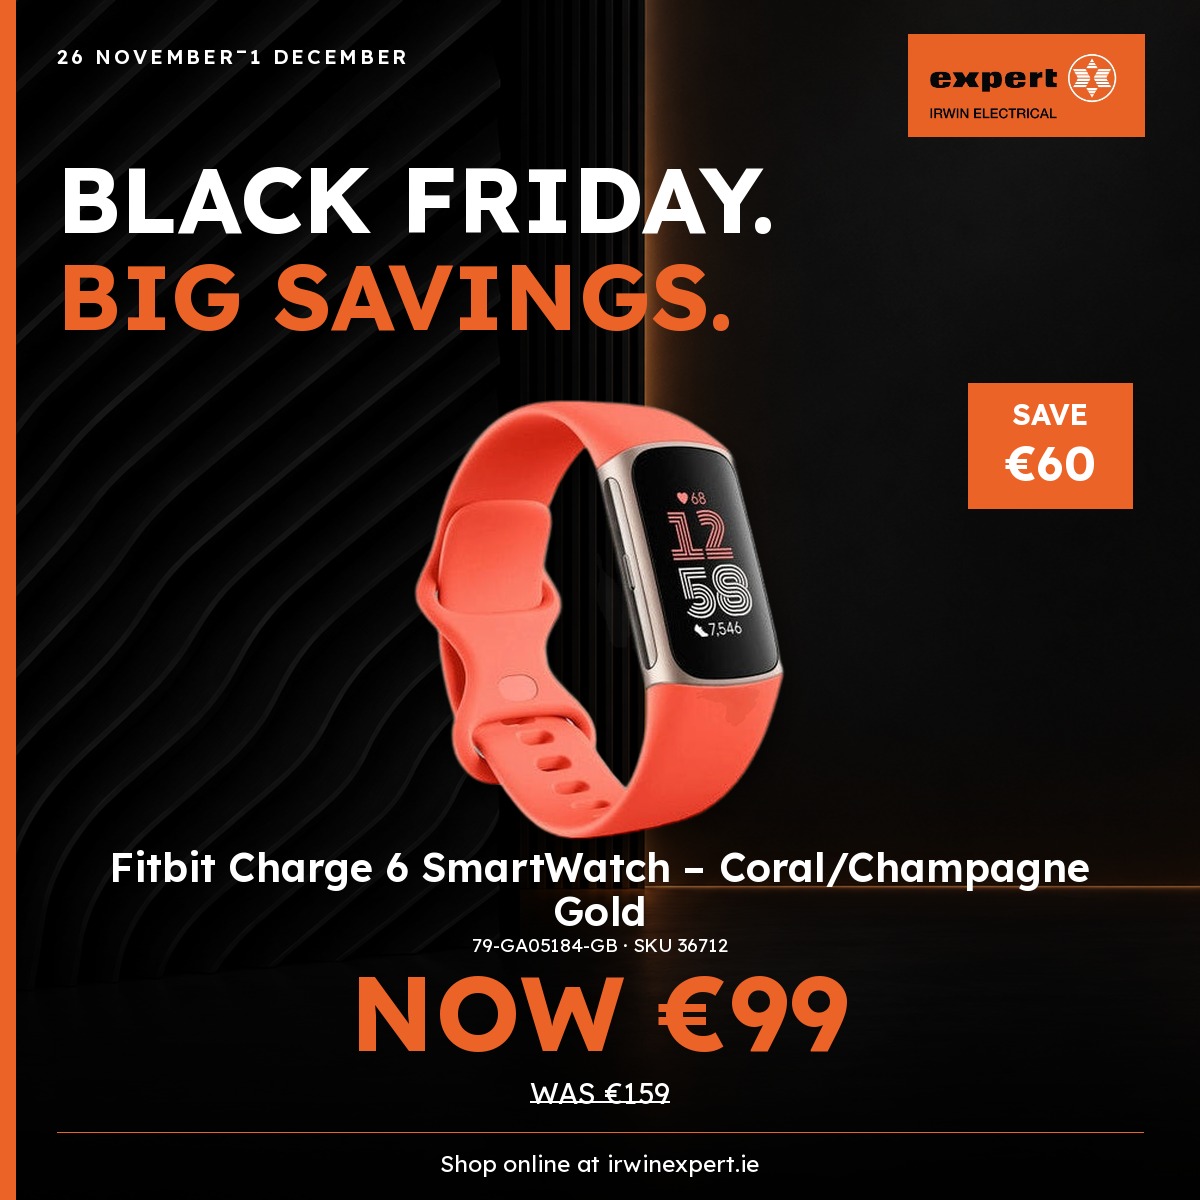 26 NOVEMBER–1 DECEMBER
expert
IRWIN ELECTRICAL
BLACK FRIDAY.
BIG SAVINGS.
SAVE
€60
68
12
58
7,546
Fitbit Charge 6 SmartWatch – Coral/Champagne
Gold
79-GA05184-GB · SKU 36712
NOW €99
WAS €159
Shop online at irwinexpert.ie